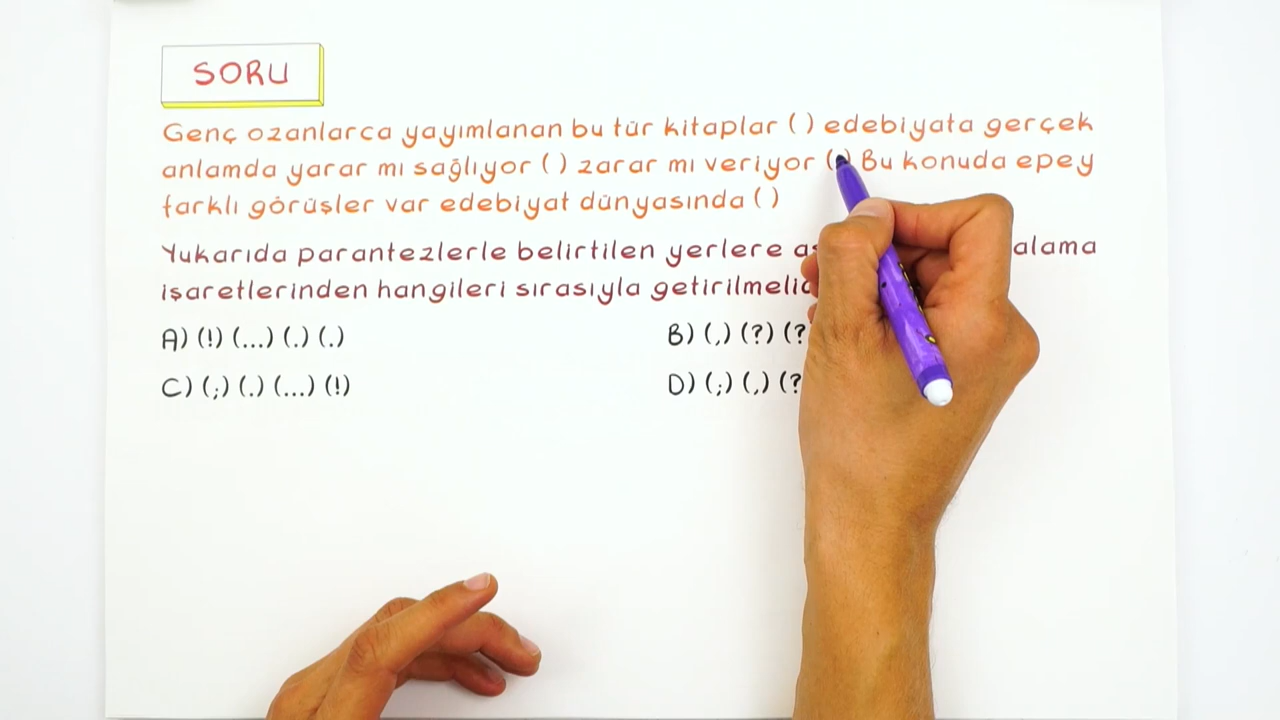 SORU
Genç ozanlarca yayımlanan bu tür kitaplar ( ) edebiyata gerçek
anlamda yarar mı sağlıyor ( ) zarar mı veriyor ( ) Bu konuda epey
farklı görüşler var edebiyat dünyasında ( )
Yukarıda parantezlerle belirtilen yerlere
işaretlerinden hangileri sırasıyla
A) (!) (...) (.) (.)
B) (,) (?) (?
C) (;) (.) (...) (!)
D) (;) (,) (?